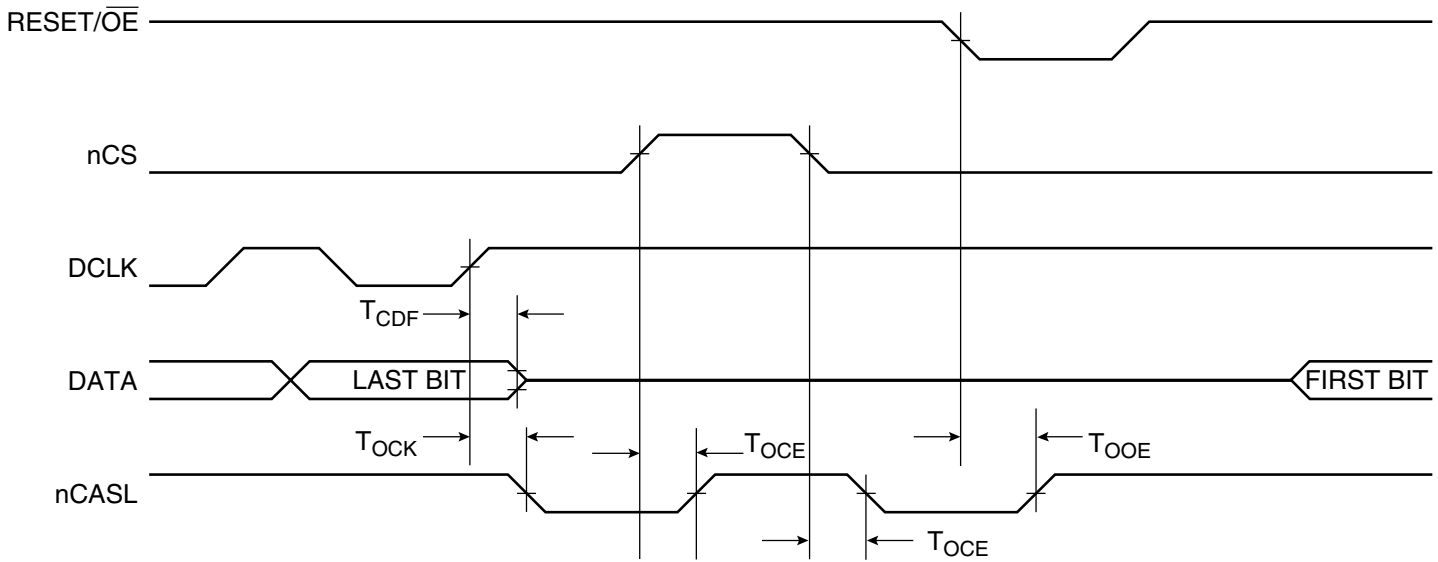 RESET/OE
nCS
DCLK
TCDF
DATA
LAST BIT
FIRST BIT
TOCK
TOCE
TOOE
nCASL
TOCE